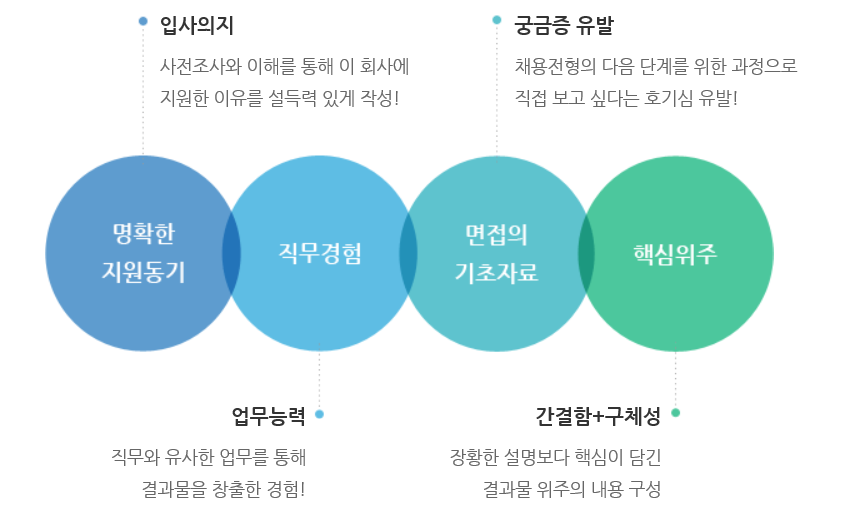 입사의지
사전조사와 이해를 통해 이 회사에
지원한 이유를 설득력 있게 작성!
궁금증 유발
채용전형의 다음 단계를 위한 과정으로
직접 보고 싶다는 호기심 유발!
명확한
지원동기
직무경험
면접의
기초자료
핵심위주
업무능력
직무와 유사한 업무를 통해
결과물을 창출한 경험!
간결함+구체성
장황한 설명보다 핵심이 담긴
결과물 위주의 내용 구성